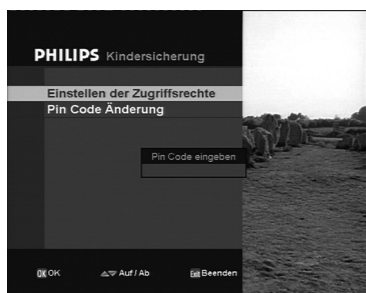 PHILIPS Kindersicherung
Einstellen der Zugriffsrechte
Pin Code Änderung
Pin Code eingeben
OK OK Auf / Ab Exit Beenden